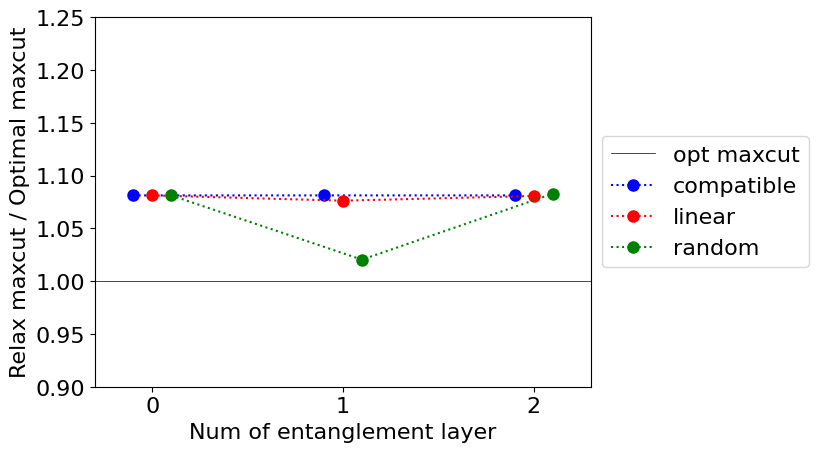 Relax maxcut / Optimal maxcut
1.25
1.20
1.15
1.10
1.05
1.00
0.95
0.90
0
1
2
Num of entanglement layer
opt maxcut
compatible
linear
random